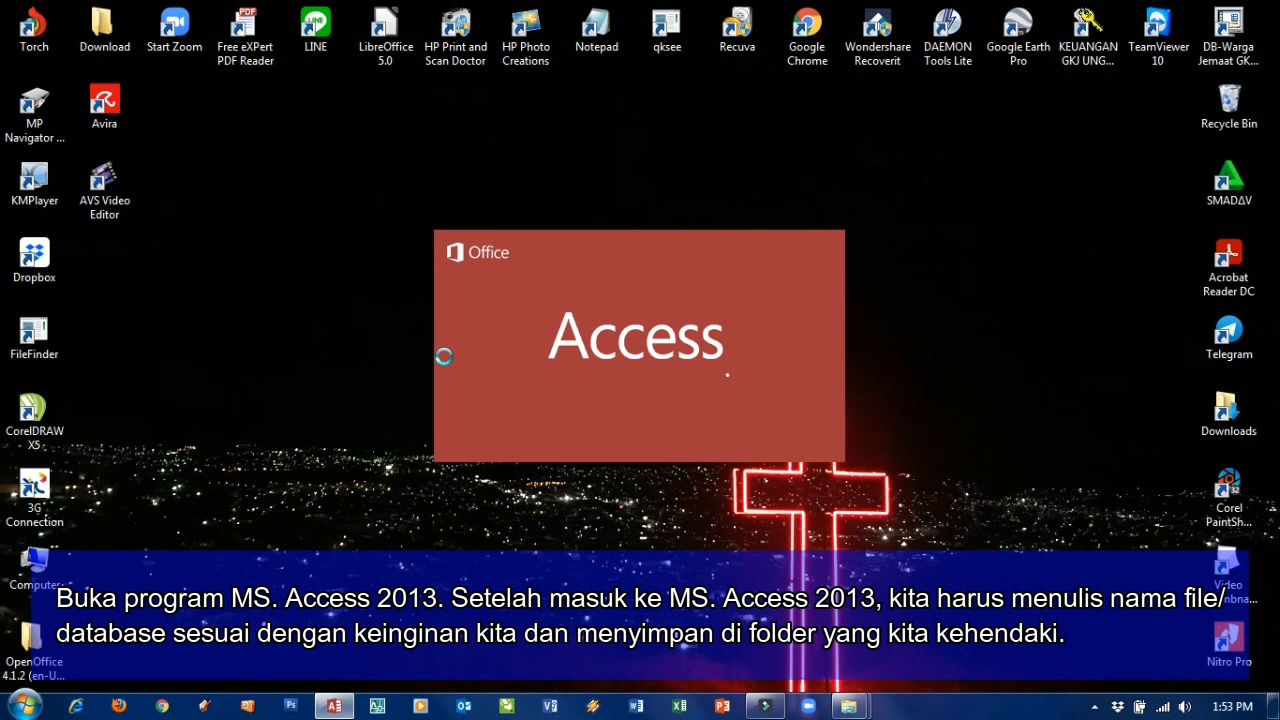 Torch
Download
Start Zoom
Free eXPert
PDF Reader
LINE
LibreOffice
5.0
HP Print and
Scan Doctor
HP Photo
Creations
Notepad
qksee
Recuva
Google
Chrome
Wondershare
Recoverit
DAEMON
Tools Lite
Google Earth
Pro
KEUANGAN
GKJ UNG...
TeamViewer
10
DB-Warga
Jemaat GK...
MP
Navigator ...
Avira
Recycle Bin
KMPlayer
AVS Video
Editor
SMADΔV
Dropbox
Acrobat
Reader DC
FileFinder
Telegram
CorelDRAW
X5
Downloads
3G
Connection
Corel
PaintSh...
Office
Access
Computer
Video
Buka program MS. Access 2013. Setelah masuk ke MS. Access 2013, kita harus menulis nama file/
database sesuai dengan keinginan kita dan menyimpan di folder yang kita kehendaki.
OpenOffice
4.1.2 (en-U...
Nitro Pro
1:53 PM